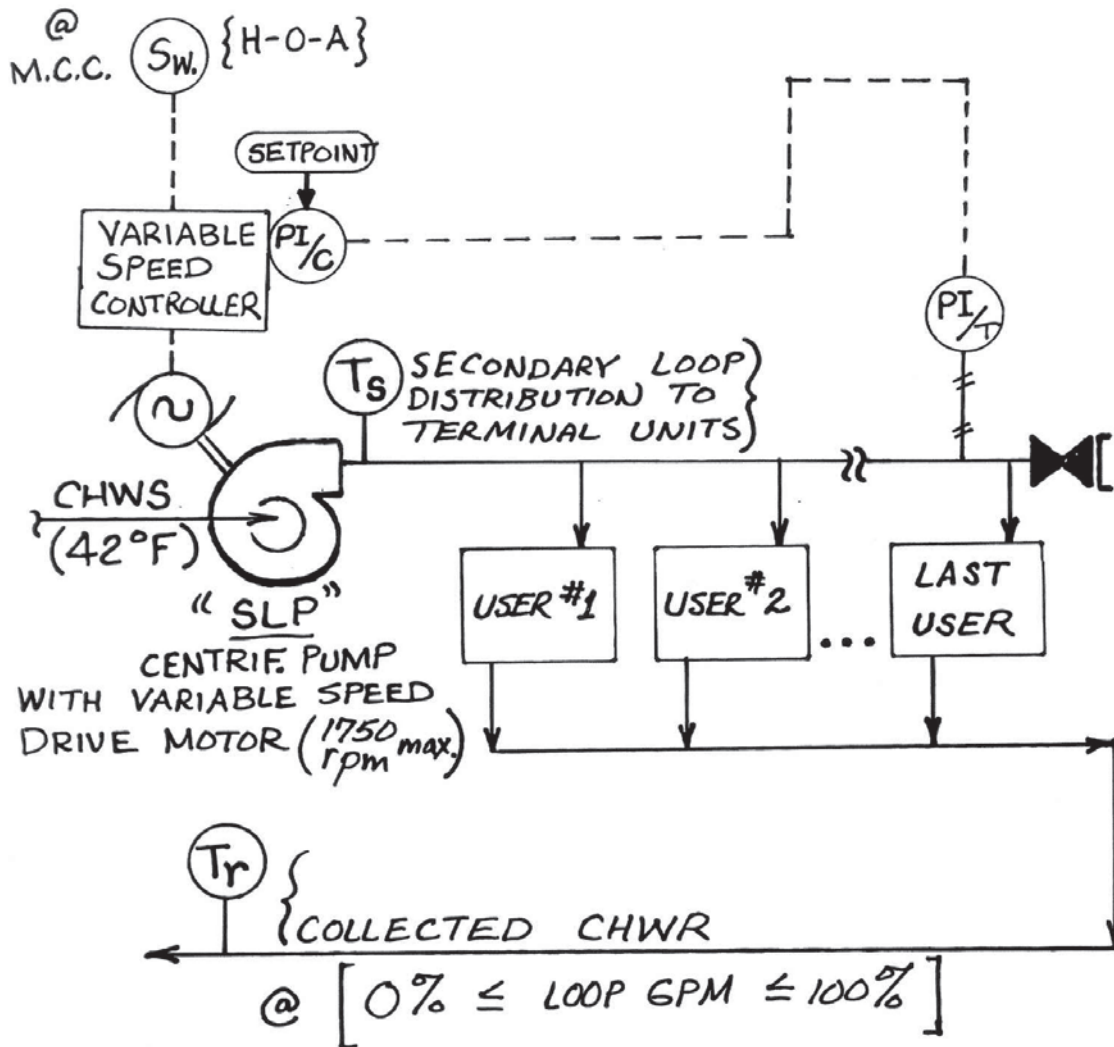 @
M.C.C.
SW.
{H-O-A}
SETPOINT
VARIABLE
SPEED
CONTROLLER
PI/C
PI/T
Ts
SECONDARY LOOP
DISTRIBUTION TO
TERMINAL UNITS}
~
CHWS
(42°F)
"SLP"
CENTRIF. PUMP
WITH VARIABLE SPEED
DRIVE MOTOR (1750 rpm max.)
USER #1
USER #2
...
LAST
USER
Tr
{COLLECTED CHWR
@ [0% ≤ LOOP GPM ≤ 100%]